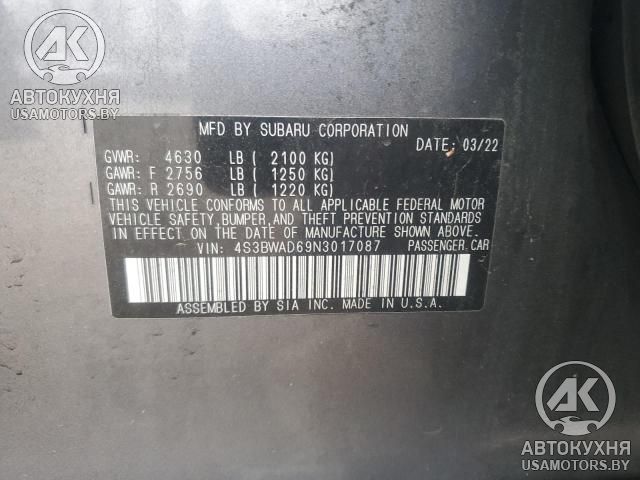 AK
АВТОКУХНЯ
USAMOTORS.BY
MFD BY SUBARU CORPORATION
DATE: 03/22
GVWR: 4630 LB ( 2100 KG)
GAWR: F 2756 LB ( 1250 KG)
GAWR: R 2690 LB ( 1220 KG)
THIS VEHICLE CONFORMS TO ALL APPLICABLE FEDERAL MOTOR
VEHICLE SAFETY, BUMPER, AND THEFT PREVENTION STANDARDS
IN EFFECT ON THE DATE OF MANUFACTURE SHOWN ABOVE.
VIN: 4S3BWAD69N3017087 PASSENGER.CAR
ASSEMBLED BY SIA INC. MADE IN U.S.A.
AK
АВТОКУХНЯ
USAMOTORS.BY